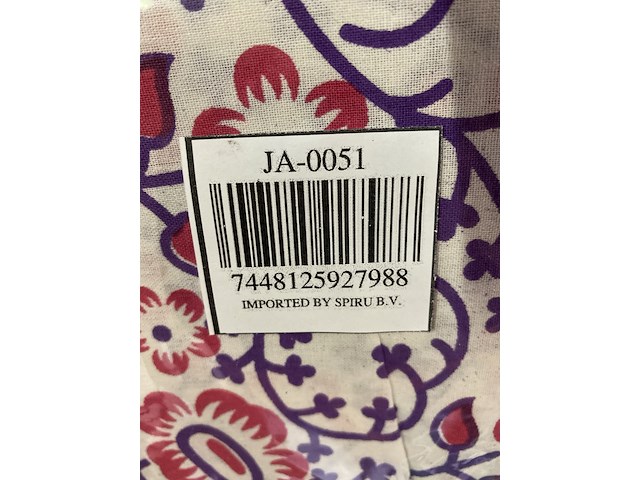 JA-0051
7448125927988
IMPORTED BY SPIRU B.V.